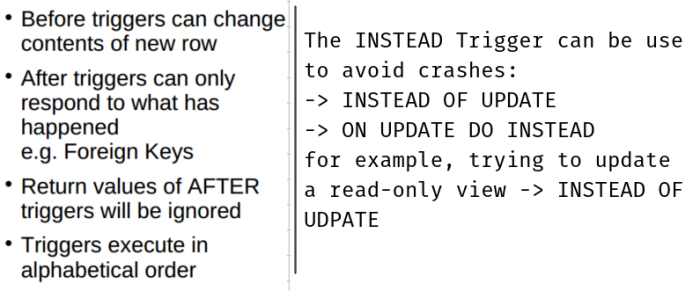 • Before triggers can change
contents of new row
• After triggers can only
respond to what has
happened
e.g. Foreign Keys
• Return values of AFTER
triggers will be ignored
• Triggers execute in
alphabetical order
The INSTEAD Trigger can be use
to avoid crashes:
-> INSTEAD OF UPDATE
-> ON UPDATE DO INSTEAD
for example, trying to update
a read-only view -> INSTEAD OF
UDPATE